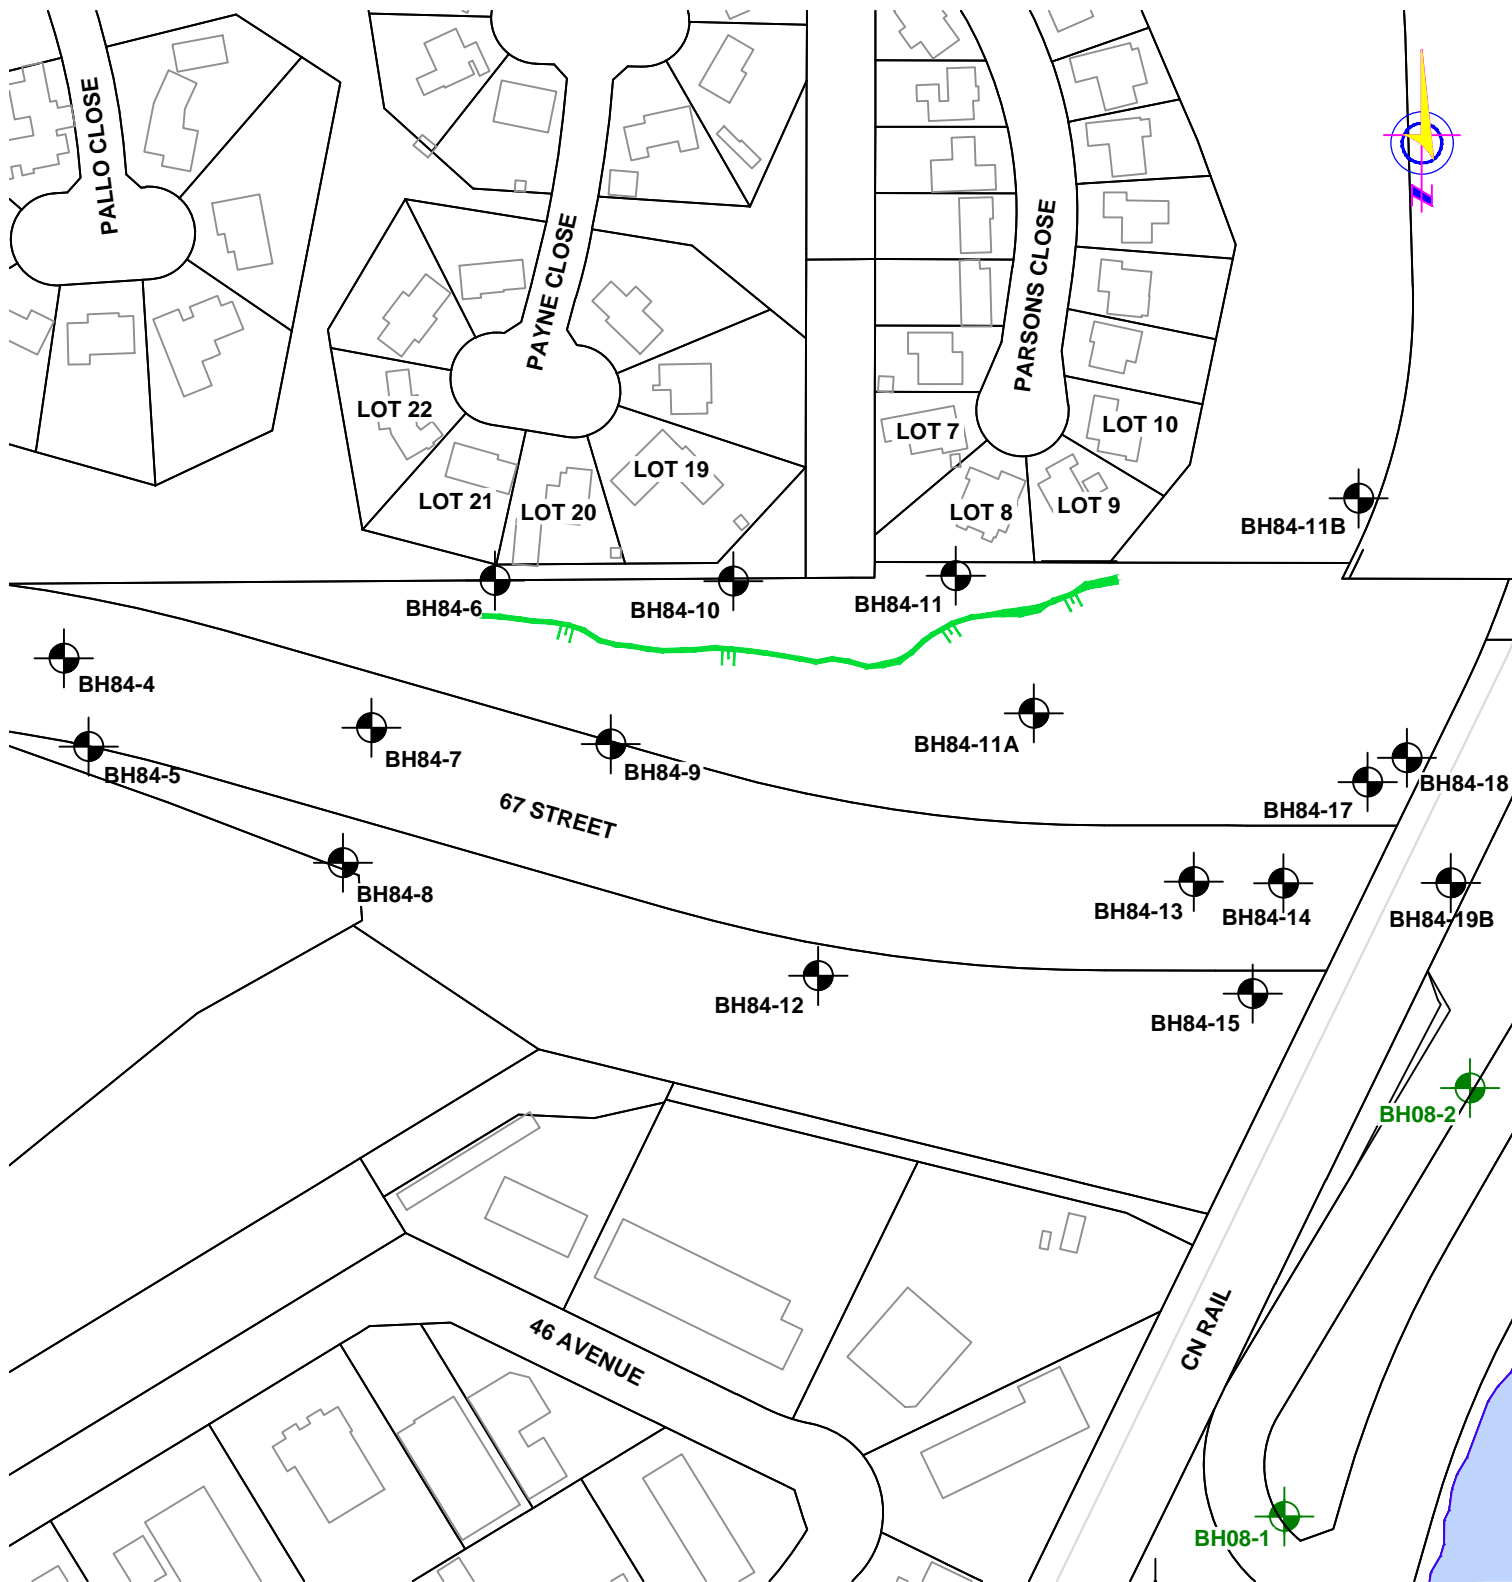 PALLO CLOSE
PAYNE CLOSE
PARSONS CLOSE
N
LOT 22
LOT 7
LOT 10
LOT 19
LOT 21
LOT 20
LOT 8
LOT 9
BH84-11B
BH84-6
BH84-10
BH84-11
BH84-4
BH84-5
BH84-7
BH84-9
BH84-11A
BH84-18
BH84-17
67 STREET
BH84-8
BH84-13
BH84-14
BH84-19B
BH84-12
BH84-15
BH08-2
46 AVENUE
CN RAIL
BH08-1